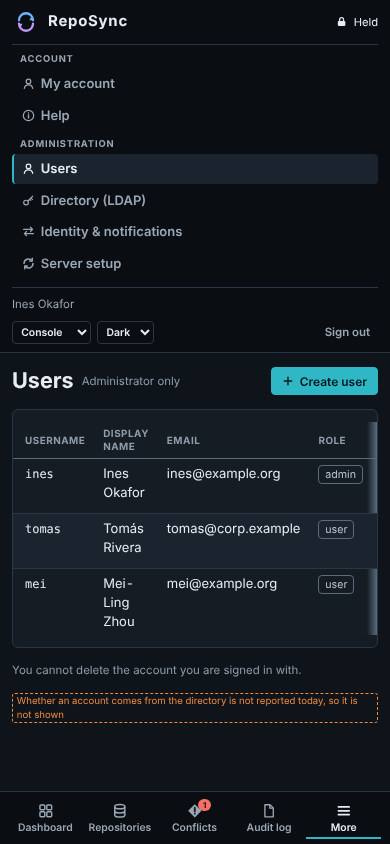 RepoSync
Held
ACCOUNT
My account
Help
ADMINISTRATION
Users
Directory (LDAP)
Identity & notifications
Server setup
Ines Okafor
Console Dark Sign out
Users Administrator only + Create user
USERNAME DISPLAY NAME EMAIL ROLE
ines Ines Okafor ines@example.org admin
tomas Tomás Rivera tomas@corp.example user
mei Mei-Ling Zhou mei@example.org user
You cannot delete the account you are signed in with.
Whether an account comes from the directory is not reported today, so it is
not shown
1
Dashboard Repositories Conflicts Audit log More